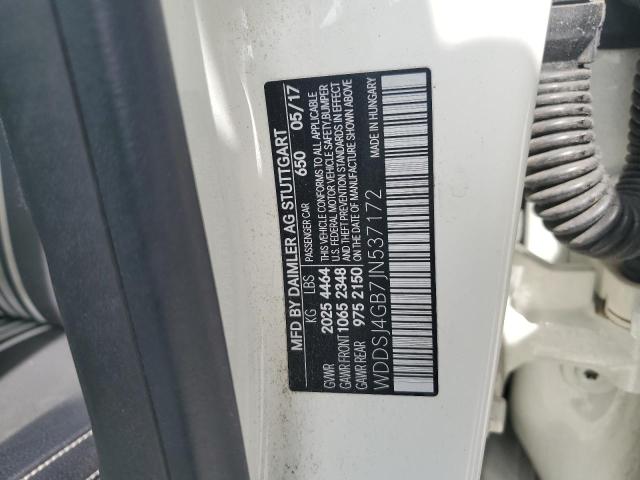 MFD BY DAIMLER AG STUTTGART
650 05/17
KG LBS PASSENGER CAR
GVWR 2025 4464 THIS VEHICLE CONFORMS TO ALL APPLICABLE
GAWR FRONT 1065 2348 U.S. FEDERAL MOTOR VEHICLE SAFETY, BUMPER
GAWR REAR 975 2150 AND THEFT PREVENTION STANDARDS IN EFFECT
ON THE DATE OF MANUFACTURE SHOWN ABOVE
MADE IN HUNGARY
WDDSJ4GB7JN537172